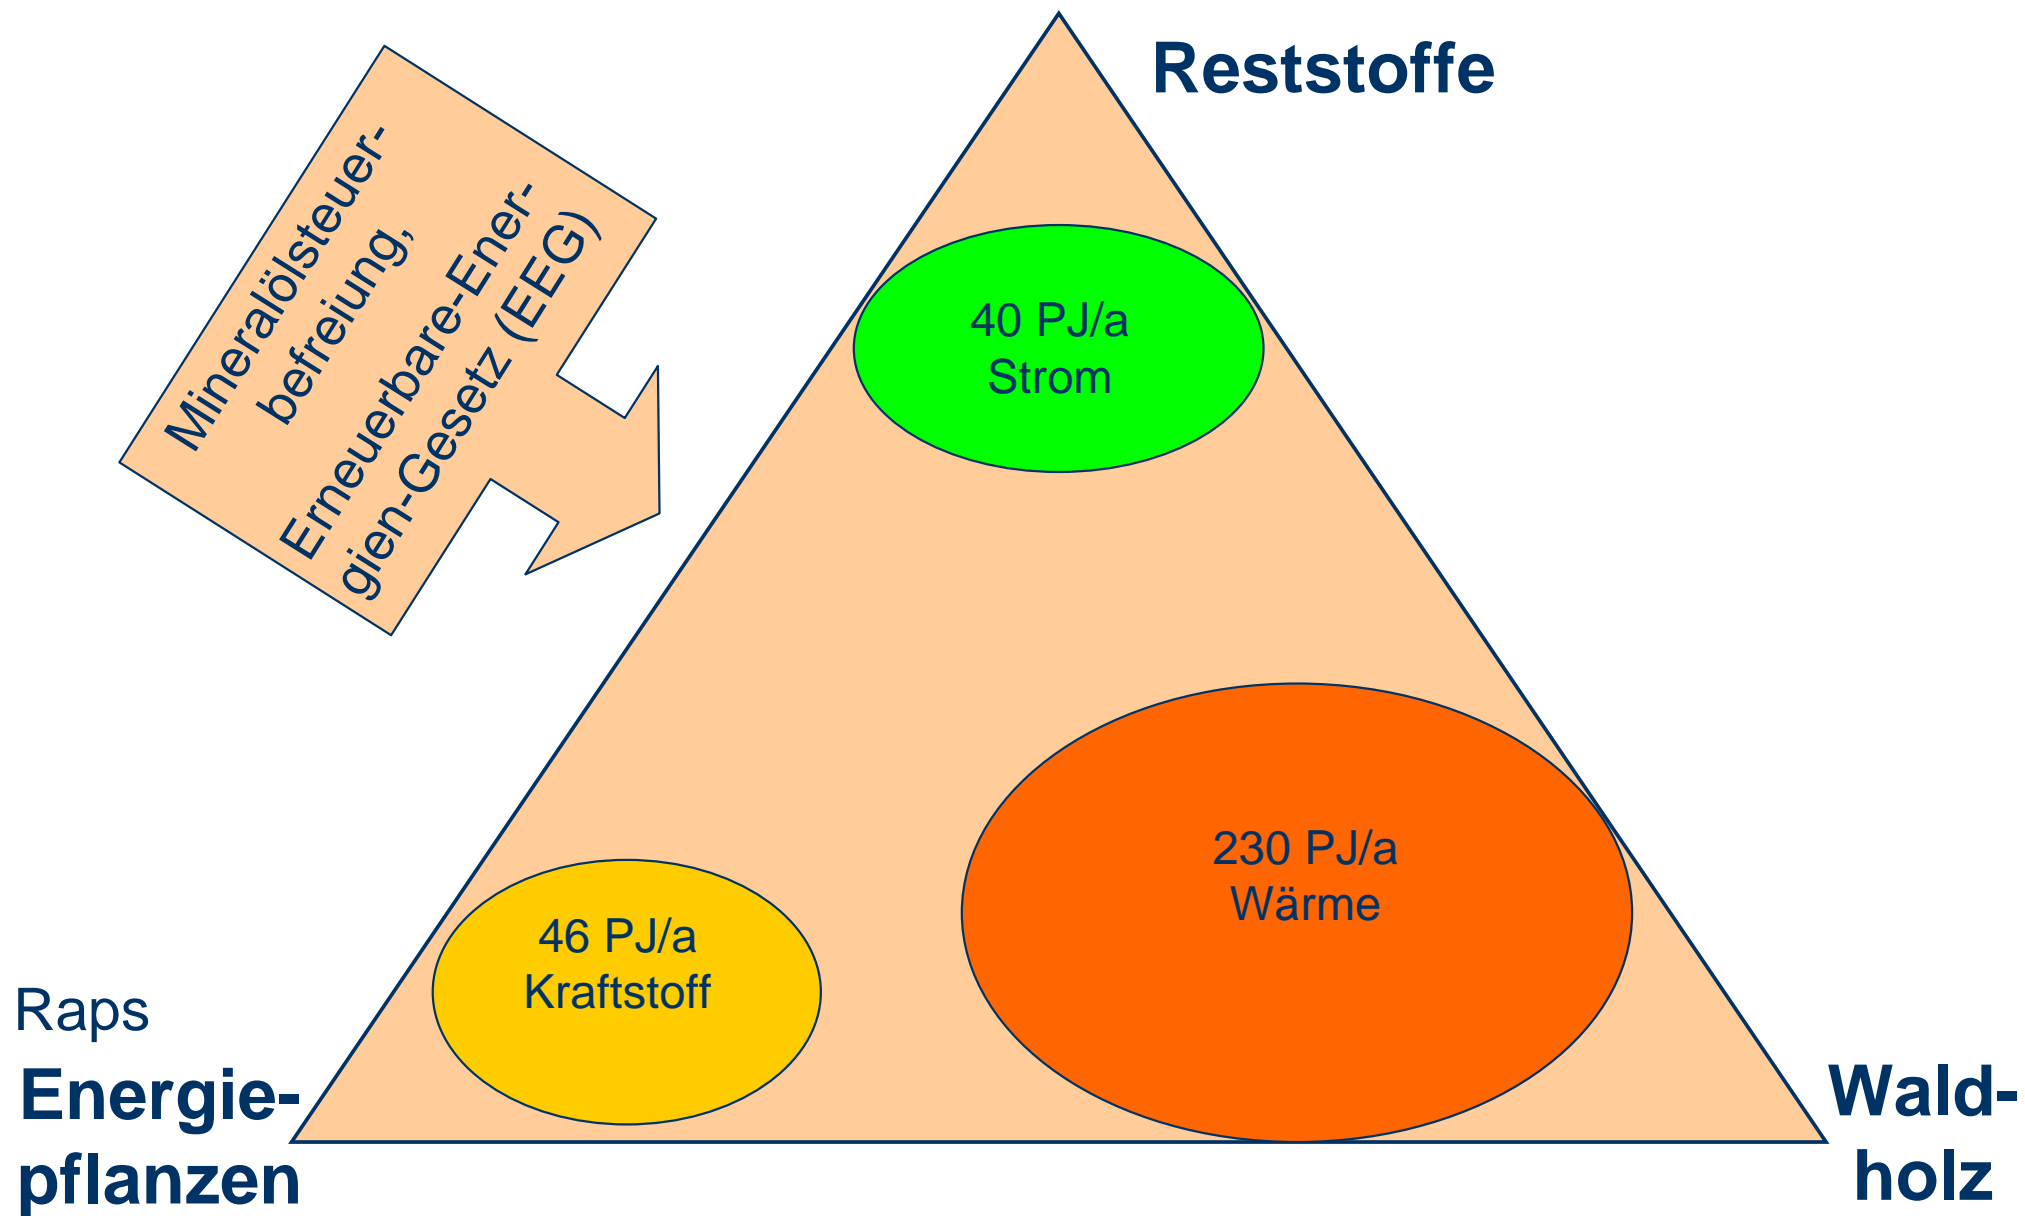 Reststoffe
Mineralölsteuer-
befreiung,
Erneuerbare-Ener-
gien-Gesetz (EEG)
40 PJ/a
Strom
230 PJ/a
Wärme
46 PJ/a
Kraftstoff
Raps
Energie-
pflanzen
Wald-
holz